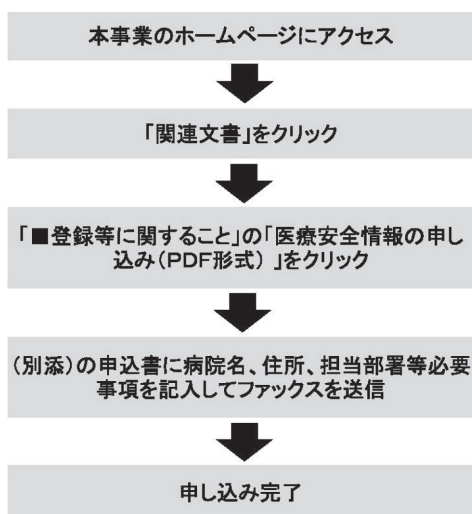 本事業のホームページにアクセス
「関連文書」をクリック
「■登録等に関すること」の「医療安全情報の申し
込み(PDF形式) 」をクリック
(別添)の申込書に病院名、住所、担当部署等必要
事項を記入してファックスを送信
申し込み完了